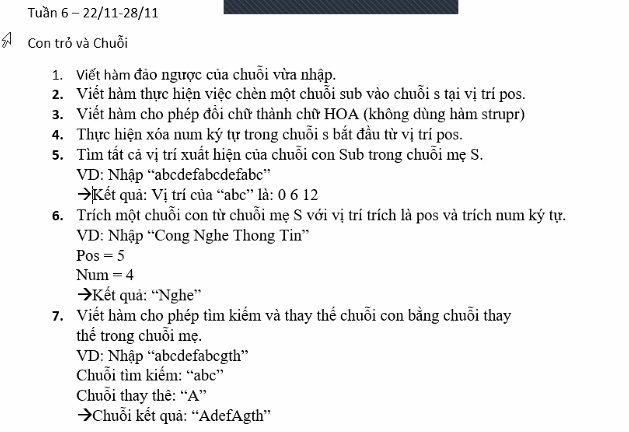 Tuần 6 – 22/11-28/11
Con trỏ và Chuỗi
1. Viết hàm đảo ngược của chuỗi vừa nhập.
2. Viết hàm thực hiện việc chèn một chuỗi sub vào chuỗi s tại vị trí pos.
3. Viết hàm cho phép đổi chữ thành chữ HOA (không dùng hàm strupr)
4. Thực hiện xóa num ký tự trong chuỗi s bắt đầu từ vị trí pos.
5. Tìm tất cả vị trí xuất hiện của chuỗi con Sub trong chuỗi mẹ S.
VD: Nhập “abcdefabcdefabc”
→Kết quả: Vị trí của “abc” là: 0 6 12
6. Trích một chuỗi con từ chuỗi mẹ S với vị trí trích là pos và trích num ký tự.
VD: Nhập “Cong Nghe Thong Tin”
Pos = 5
Num = 4
→Kết quả: “Nghe”
7. Viết hàm cho phép tìm kiếm và thay thế chuỗi con bằng chuỗi thay
thế trong chuỗi mẹ.
VD: Nhập “abcdefabcgth”
Chuỗi tìm kiếm: “abc”
Chuỗi thay thê: “A”
→Chuỗi kết quả: “AdefAgth”